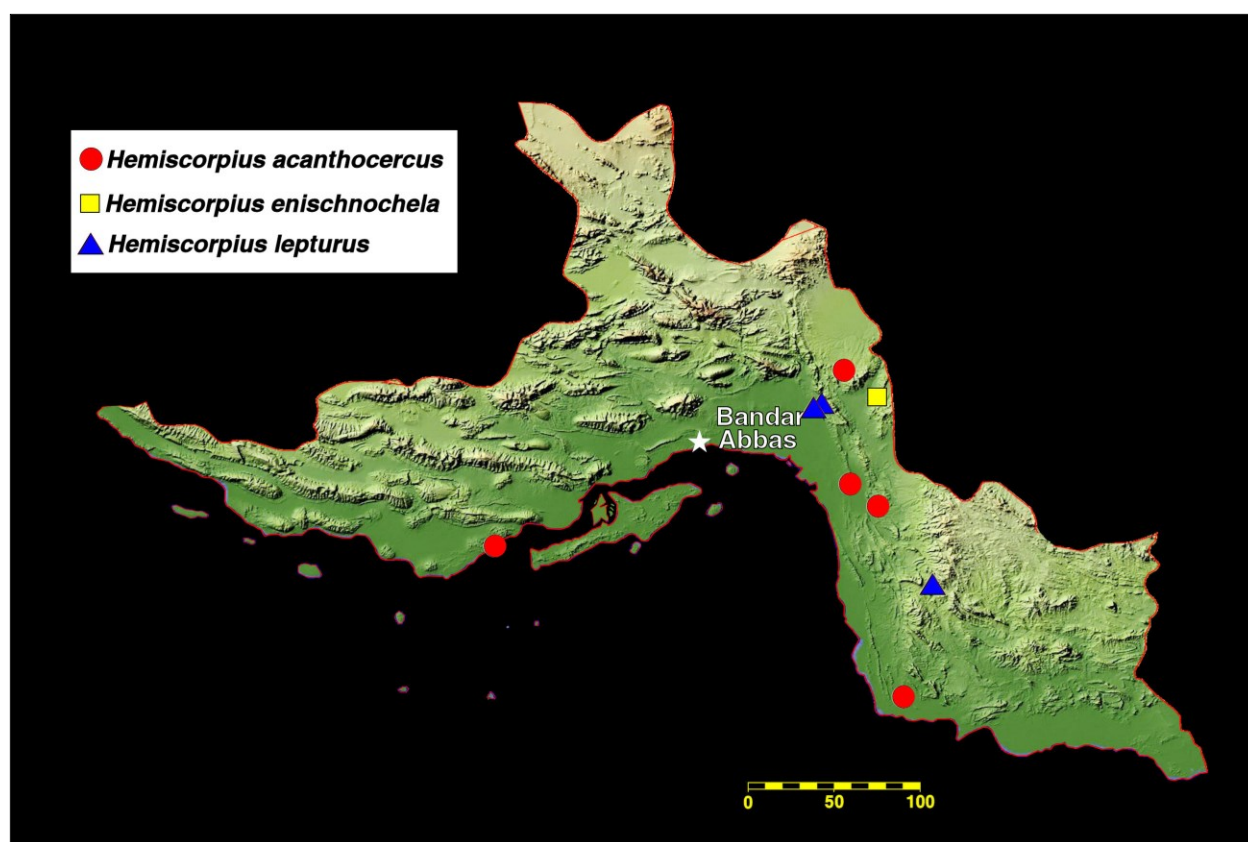 Hemiscorpius acanthocercus
Hemiscorpius enischnochela
Hemiscorpius lepturus
Bandar
Abbas
0 50 100